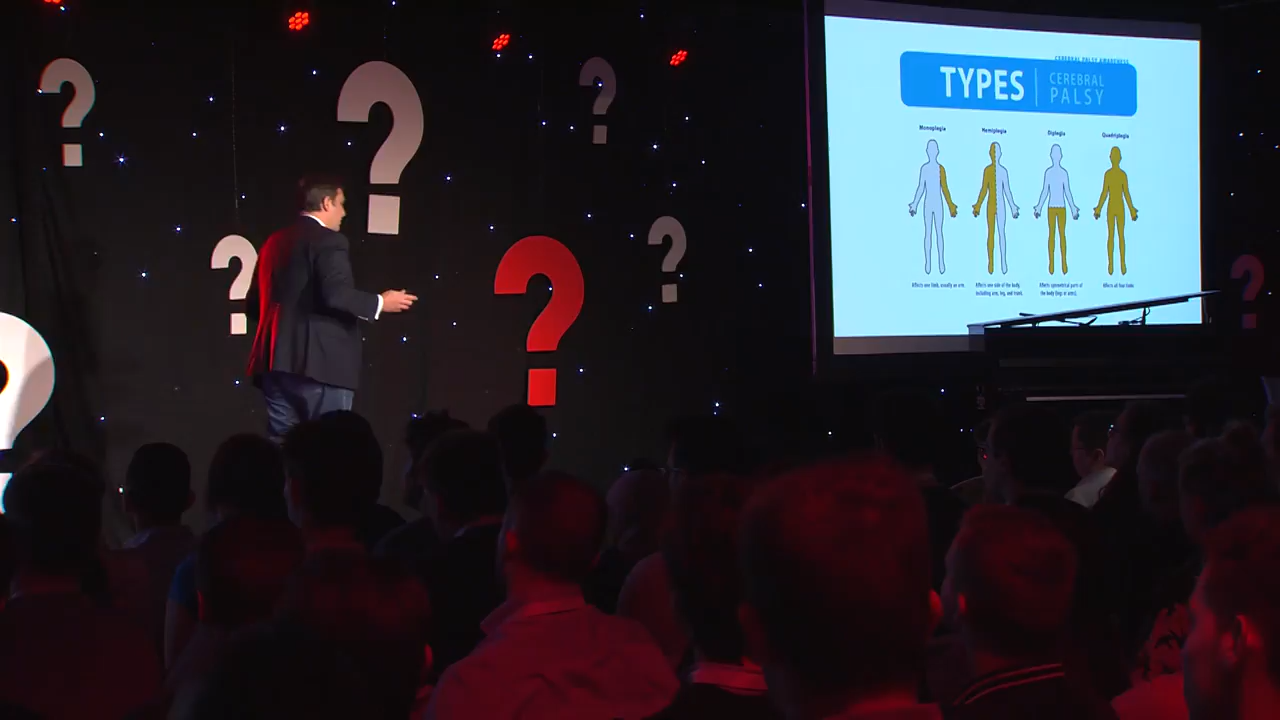 CEREBRAL PALSY AWARENESS
TYPES
CEREBRAL
PALSY
Monoplegia
Hemiplegia
Diplegia
Quadriplegia
Affects one limb, usually an arm.
Affects one side of the body,
including arm, leg, and trunk.
Affects symmetrical parts of
the body (legs or arms).
Affects all four limbs.
?
?
?
?
?
?
?
?